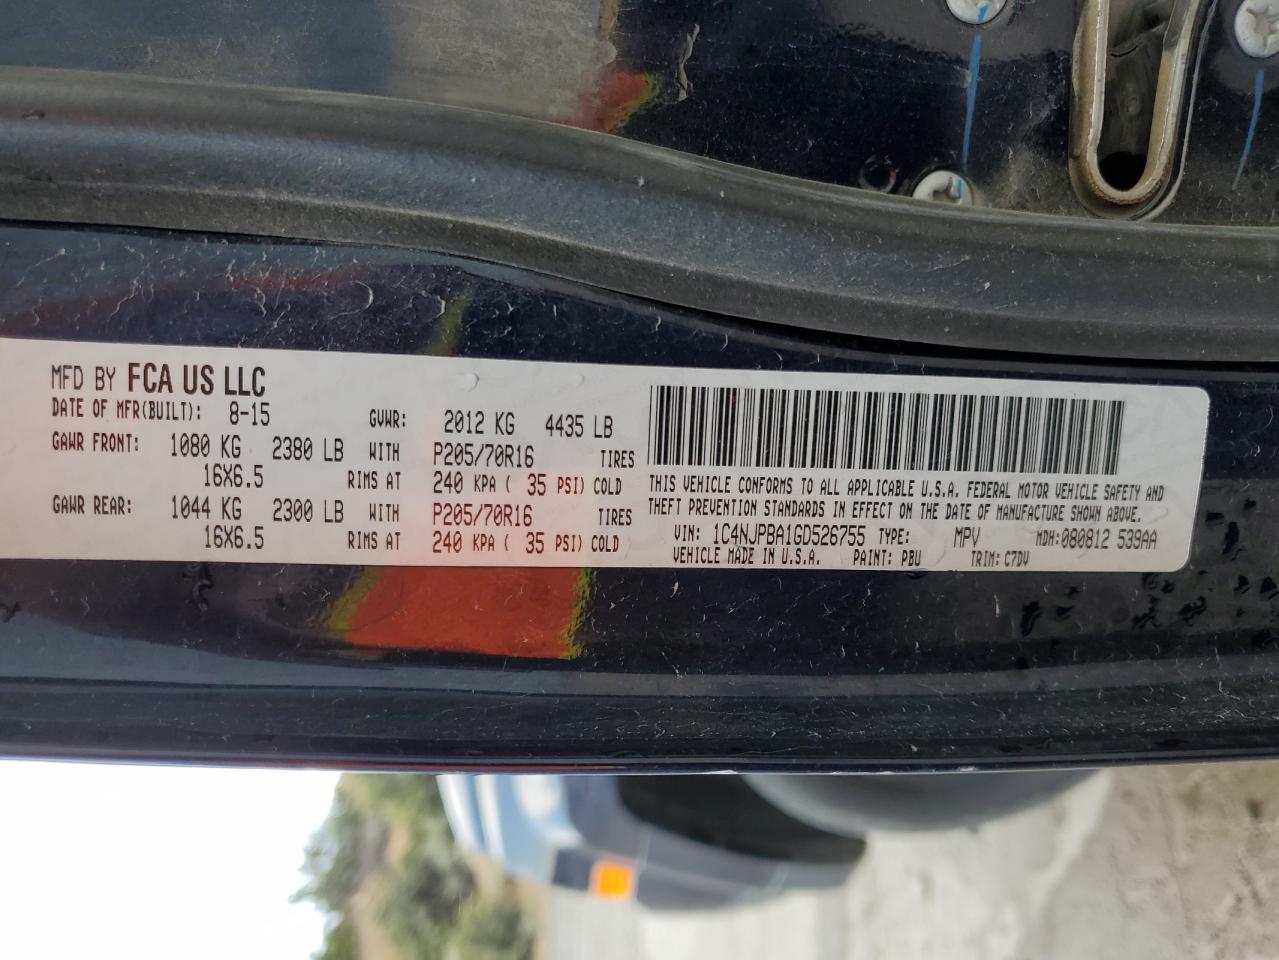 MFD BY FCA US LLC
DATE OF MFR(BUILT): 8-15 GVWR: 2012 KG 4435 LB
GAWR FRONT: 1080 KG 2380 LB WITH P205/70R16 TIRES
16X6.5 RIMS AT 240 KPA ( 35 PSI) COLD
GAWR REAR: 1044 KG 2300 LB WITH P205/70R16 TIRES
16X6.5 RIMS AT 240 KPA ( 35 PSI) COLD
THIS VEHICLE CONFORMS TO ALL APPLICABLE U.S.A. FEDERAL MOTOR VEHICLE SAFETY AND
THEFT PREVENTION STANDARDS IN EFFECT ON THE DATE OF MANUFACTURE SHOWN ABOVE.
VIN: 1C4NJPBA1GD526755 TYPE: MPV MDH: 080812 539AA
VEHICLE MADE IN U.S.A. PAINT: PBU TRIM: C7DV